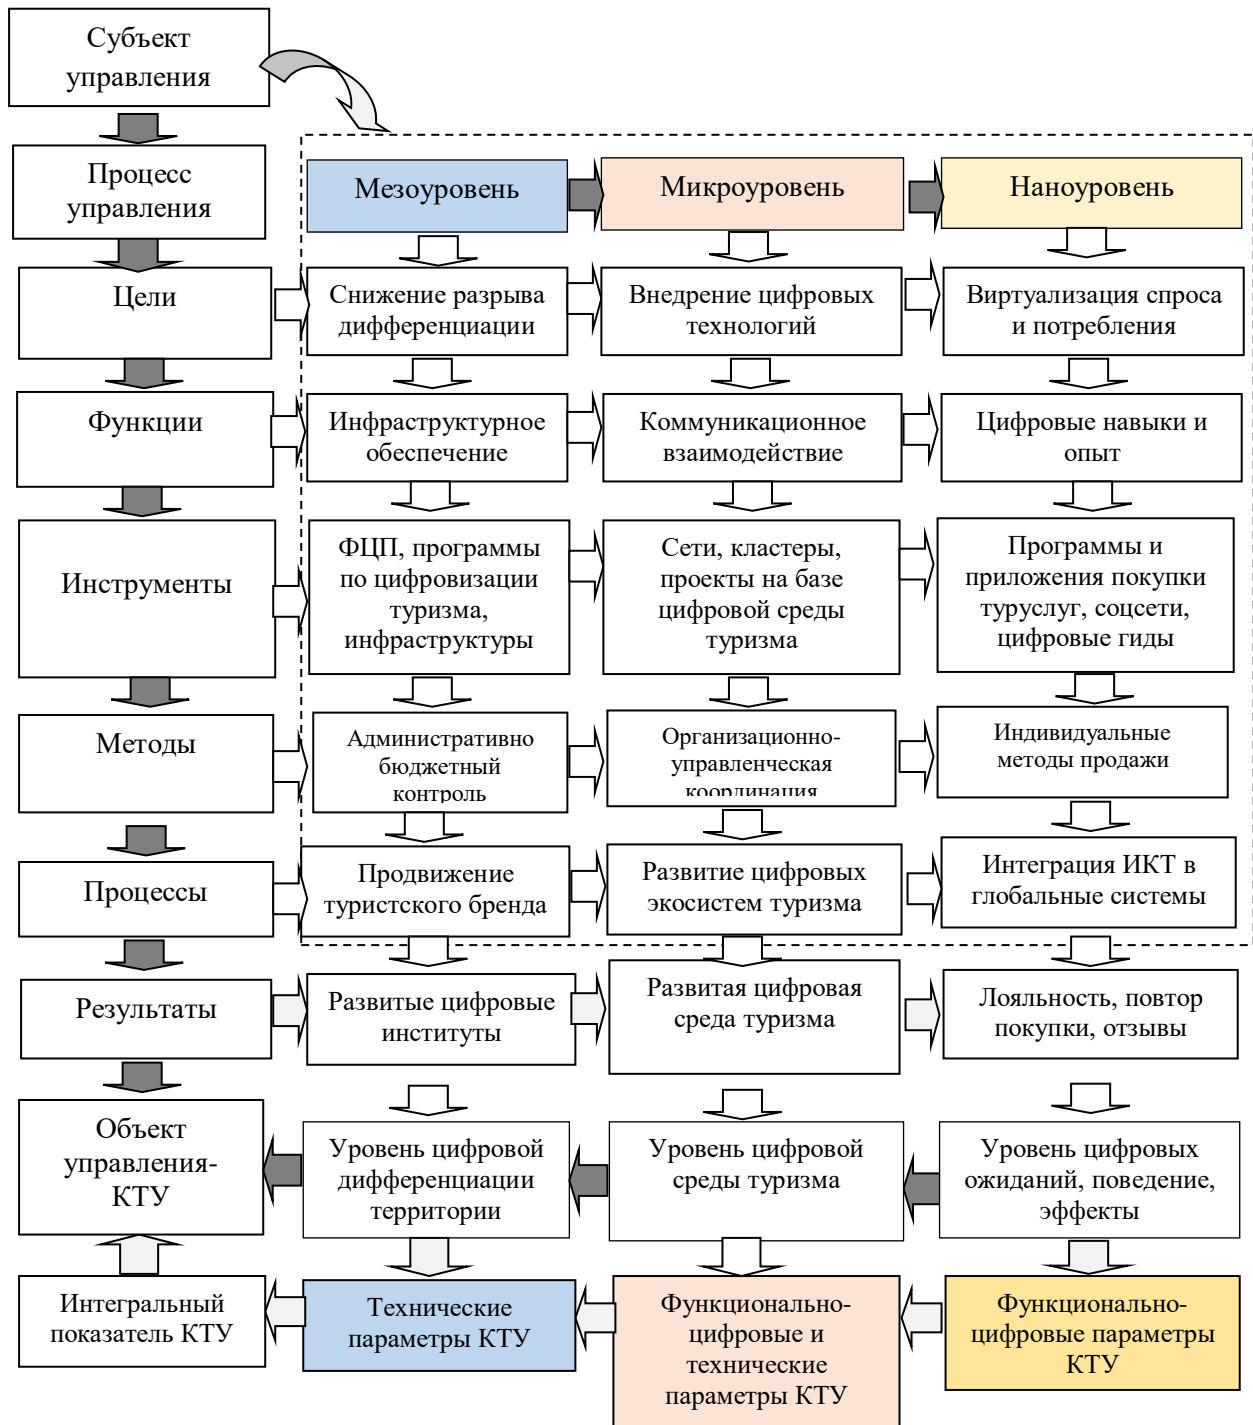 Субъект
управления
Процесс
управления
Мезоуровень
Микроуровень
Наноуровень
Цели
Снижение разрыва
дифференциации
Внедрение цифровых
технологий
Виртуализация спроса
и потребления
Функции
Инфраструктурное
обеспечение
Коммуникационное
взаимодействие
Цифровые навыки и
опыт
Инструменты
ФЦП, программы
по цифровизации
туризма,
инфраструктуры
Сети, кластеры,
проекты на базе
цифровой среды
туризма
Программы и
приложения покупки
туруслуг, соцсети,
цифровые гиды
Методы
Административно
бюджетный
контроль
Организационно-
управленческая
координация
Индивидуальные
методы продажи
Процессы
Продвижение
туристского бренда
Развитие цифровых
экосистем туризма
Интеграция ИКТ в
глобальные системы
Результаты
Развитые цифровые
институты
Развитая цифровая
среда туризма
Лояльность, повтор
покупки, отзывы
Объект
управления-
КТУ
Уровень цифровой
дифференциации
территории
Уровень цифровой
среды туризма
Уровень цифровых
ожиданий, поведение,
эффекты
Интегральный
показатель КТУ
Технические
параметры КТУ
Функционально-
цифровые и
технические
параметры КТУ
Функционально-
цифровые параметры
КТУ